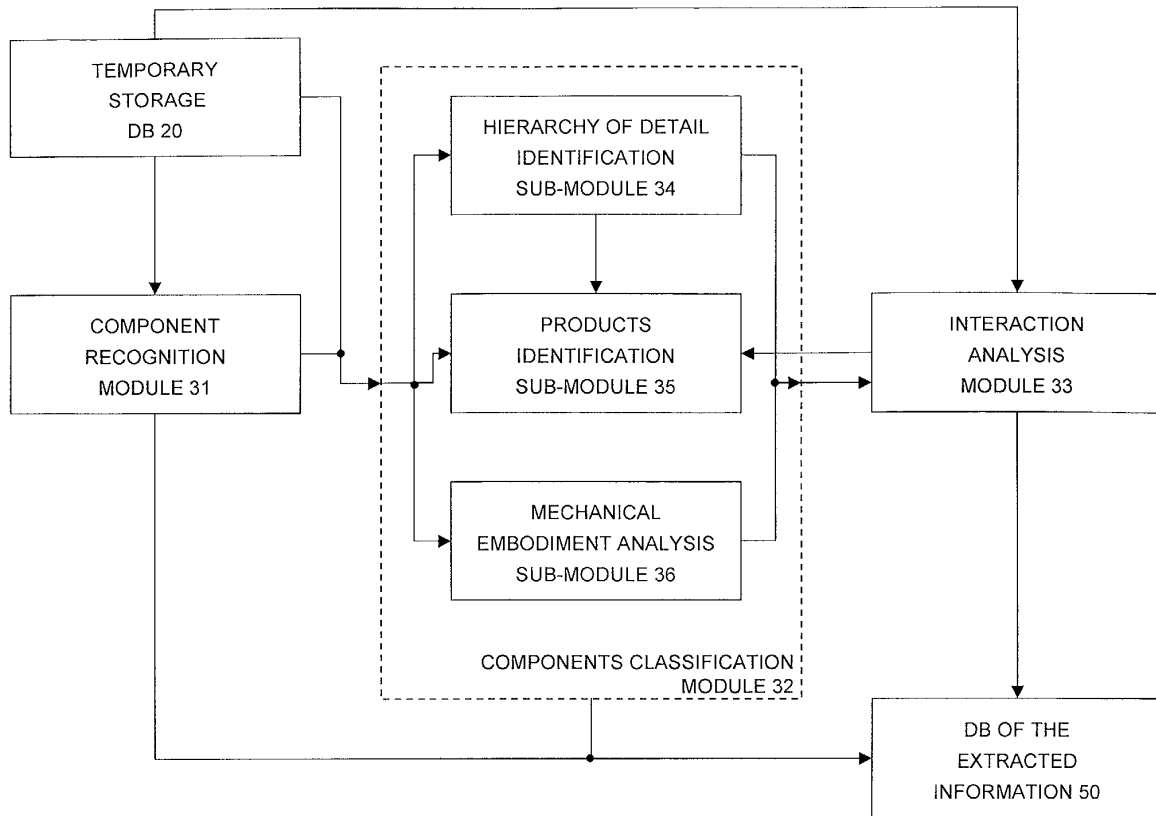 TEMPORARY
STORAGE
DB 20
HIERARCHY OF DETAIL
IDENTIFICATION
SUB-MODULE 34
COMPONENT
RECOGNITION
MODULE 31
PRODUCTS
IDENTIFICATION
SUB-MODULE 35
INTERACTION
ANALYSIS
MODULE 33
MECHANICAL
EMBODIMENT ANALYSIS
SUB-MODULE 36
COMPONENTS CLASSIFICATION
MODULE 32
DB OF THE
EXTRACTED
INFORMATION 50